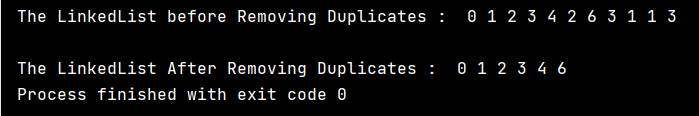 The LinkedList before Removing Duplicates :  0 1 2 3 4 2 6 3 1 1 3
The LinkedList After Removing Duplicates :  0 1 2 3 4 6
Process finished with exit code 0